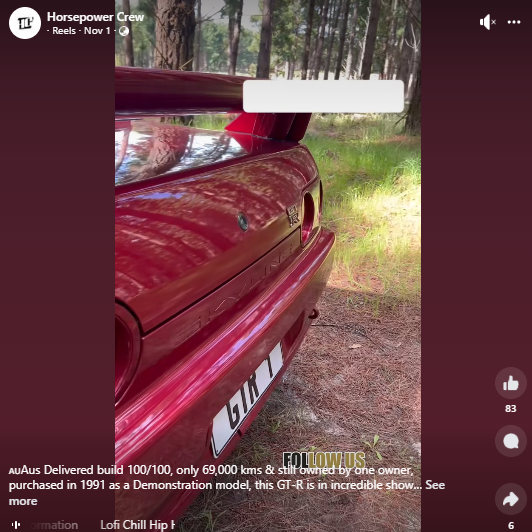 Horsepower Crew
· Reels · Nov 1 ·
GTR 1
FOLLOW US
AUAus Delivered build 100/100, only 69,000 kms & still owned by one owner,
purchased in 1991 as a Demonstration model, this GT-R is in incredible show... See
more
83
6
ormation Lofi Chill Hip H